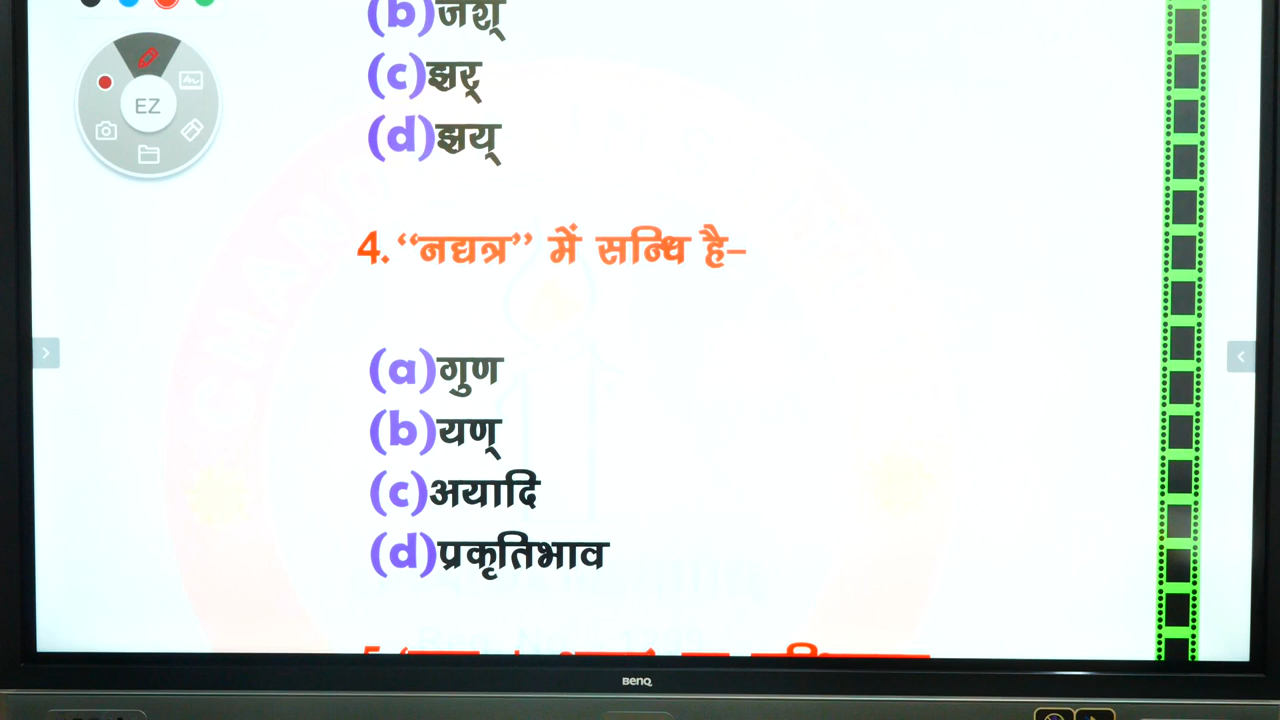 (b)जश्
EZ
(c)झर्
(d)झय्
4. “नद्यत्र” में सन्धि है–
(a)गुण
(b)यण्
(c)अयादि
(d)प्रकृतिभाव
BenQ